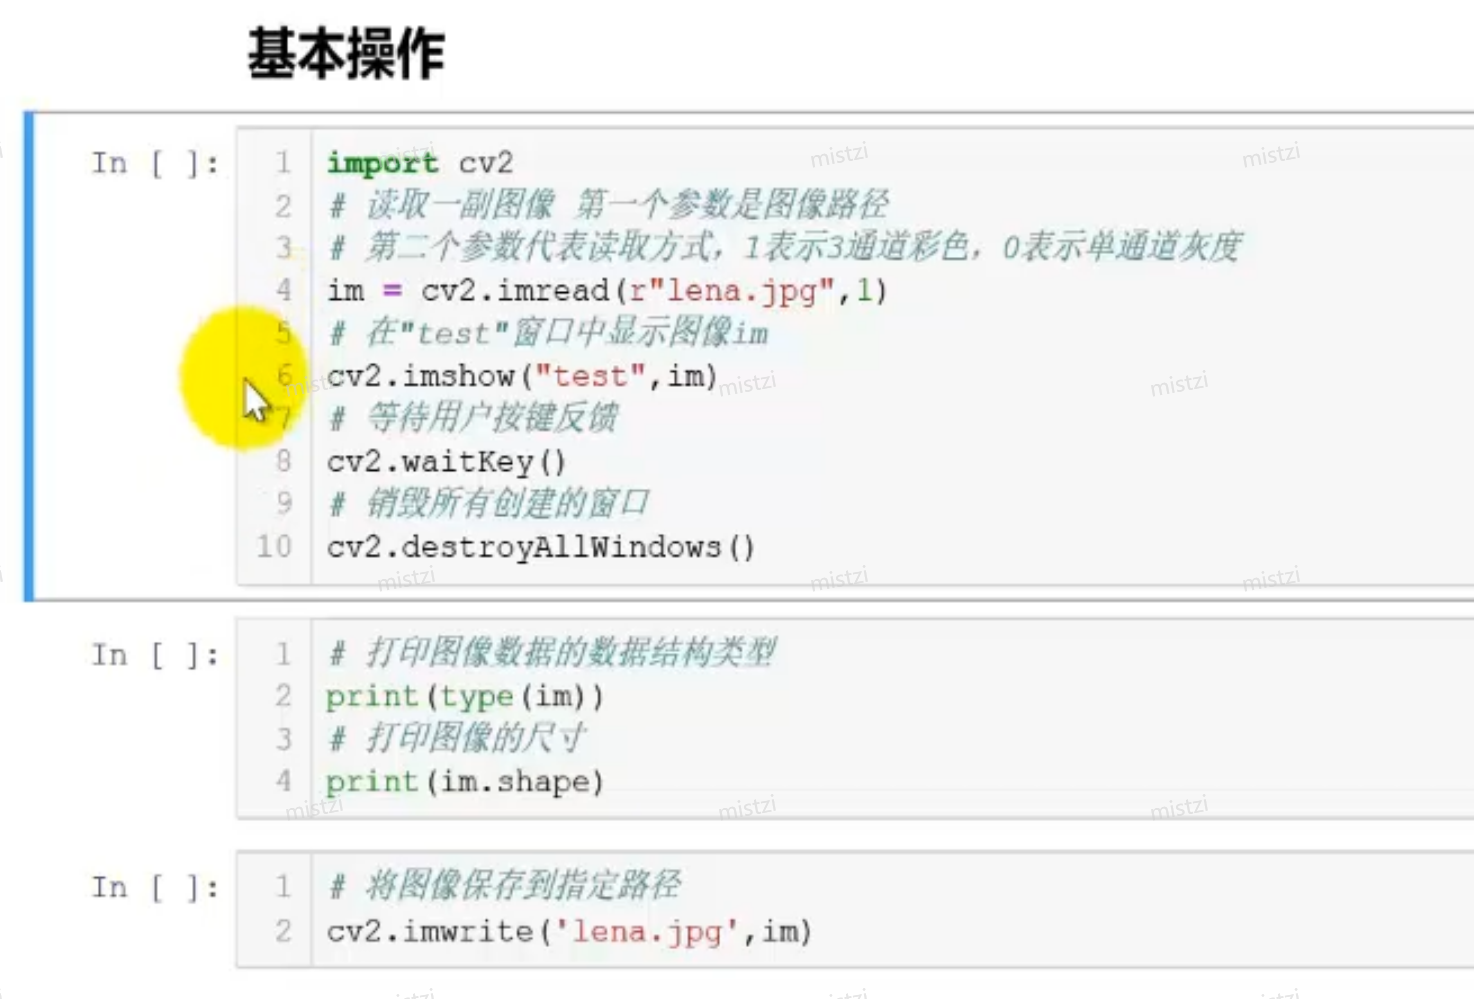 基本操作
In [ ]:
1 import cv2
2 # 读取一副图像 第一个参数是图像路径
3 # 第二个参数代表读取方式，1表示3通道彩色，0表示单通道灰度
4 im = cv2.imread(r"lena.jpg",1)
5 # 在"test"窗口中显示图像im
6 cv2.imshow("test",im)
7 # 等待用户按键反馈
8 cv2.waitKey()
9 # 销毁所有创建的窗口
10 cv2.destroyAllWindows()
In [ ]:
1 # 打印图像数据的数据结构类型
2 print(type(im))
3 # 打印图像的尺寸
4 print(im.shape)
In [ ]:
1 # 将图像保存到指定路径
2 cv2.imwrite('lena.jpg',im)
mistzi
mistzi
mistzi
mistzi
mistzi
mistzi
mistzi
mistzi
mistzi
mistzi
mistzi
mistzi